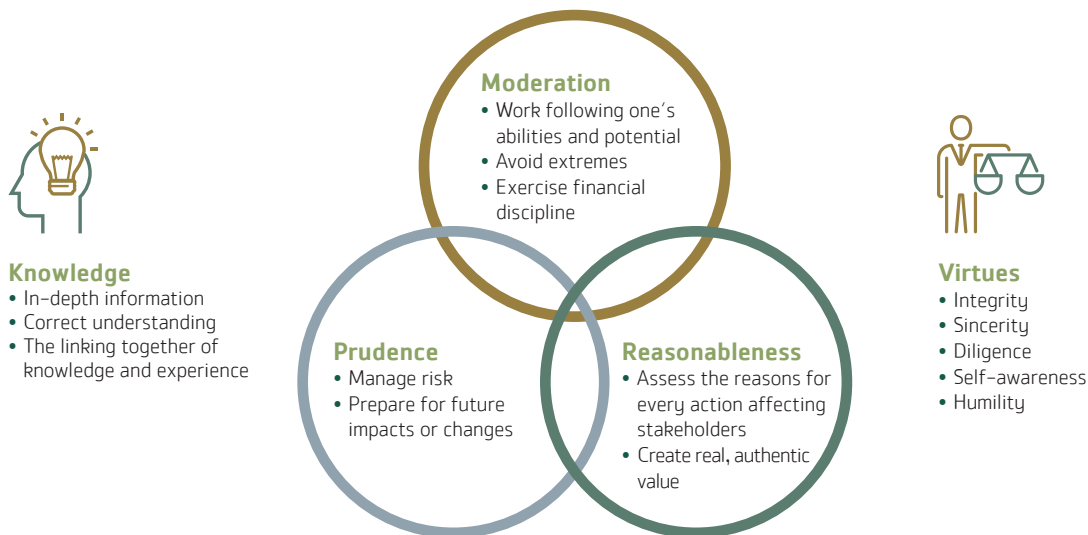 Moderation
• Work following one's
abilities and potential
• Avoid extremes
• Exercise financial
discipline
Knowledge
• In-depth information
• Correct understanding
• The linking together of
knowledge and experience
Prudence
• Manage risk
• Prepare for future
impacts or changes
Reasonableness
• Assess the reasons for
every action affecting
stakeholders
• Create real, authentic
value
Virtues
• Integrity
• Sincerity
• Diligence
• Self-awareness
• Humility